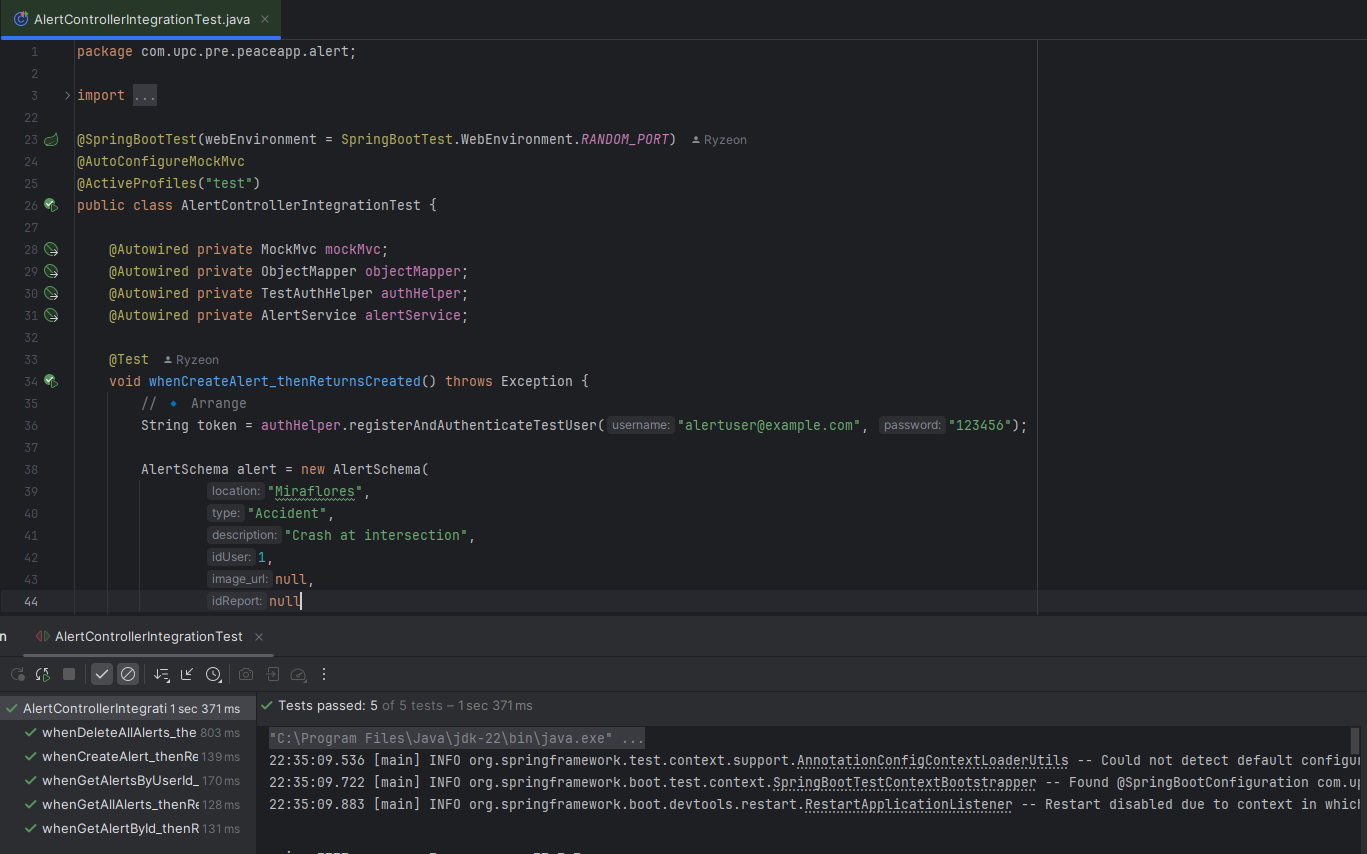 AlertControllerIntegrationTest.java ×
1 package com.upc.pre.peaceapp.alert;
2
3 import ...
22
23 @SpringBootTest(webEnvironment = SpringBootTest.WebEnvironment.RANDOM_PORT) Ryzeon
24 @AutoConfigureMockMvc
25 @ActiveProfiles("test")
26 public class AlertControllerIntegrationTest {
27
28 @Autowired private MockMvc mockMvc;
29 @Autowired private ObjectMapper objectMapper;
30 @Autowired private TestAuthHelper authHelper;
31 @Autowired private AlertService alertService;
32
33 @Test Ryzeon
34 void whenCreateAlert_thenReturnsCreated() throws Exception {
35 // 🔹 Arrange
36 String token = authHelper.registerAndAuthenticateTestUser( username: "alertuser@example.com", password: "123456");
37
38 AlertSchema alert = new AlertSchema(
39 location: "Miraflores",
40 type: "Accident",
41 description: "Crash at intersection",
42 idUser: 1,
43 image_url: null,
44 idReport: null
n AlertControllerIntegrationTest ×
AlertControllerIntegrati 1 sec 371 ms
whenDeleteAllAlerts_the 803 ms
whenCreateAlert_thenRe 139 ms
whenGetAlertsByUserId_ 170 ms
whenGetAllAlerts_thenRe 128 ms
whenGetAlertById_thenR 131 ms
Tests passed: 5 of 5 tests – 1 sec 371 ms
"C:\Program Files\Java\jdk-22\bin\java.exe" ...
22:35:09.536 [main] INFO org.springframework.test.context.support.AnnotationConfigContextLoaderUtils -- Could not detect default configu
22:35:09.722 [main] INFO org.springframework.boot.test.context.SpringBootTestContextBootstrapper -- Found @SpringBootConfiguration com.up
22:35:09.883 [main] INFO org.springframework.boot.devtools.restart.RestartApplicationListener -- Restart disabled due to context in which